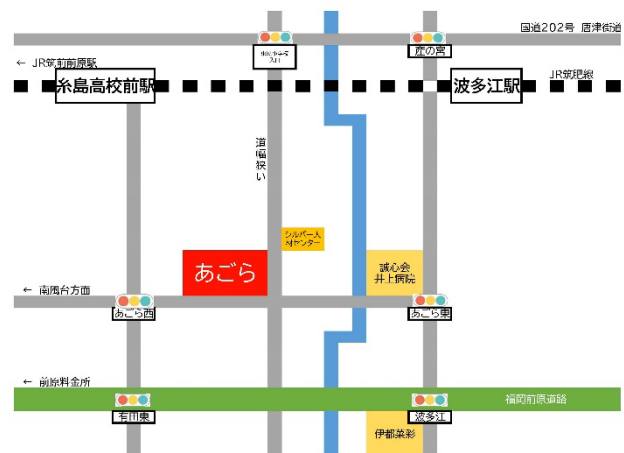 国道202号 唐津街道
産の宮
← JR筑前前原駅
JR筑肥線
糸島高校前駅
波多江駅
道幅狭い
シルバー人
材センター
あごら
誠心会
井上病院
← 南風台方面
あごら西
あごら東
← 前原料金所
福岡前原道路
有田東
波多江
伊都菜彩